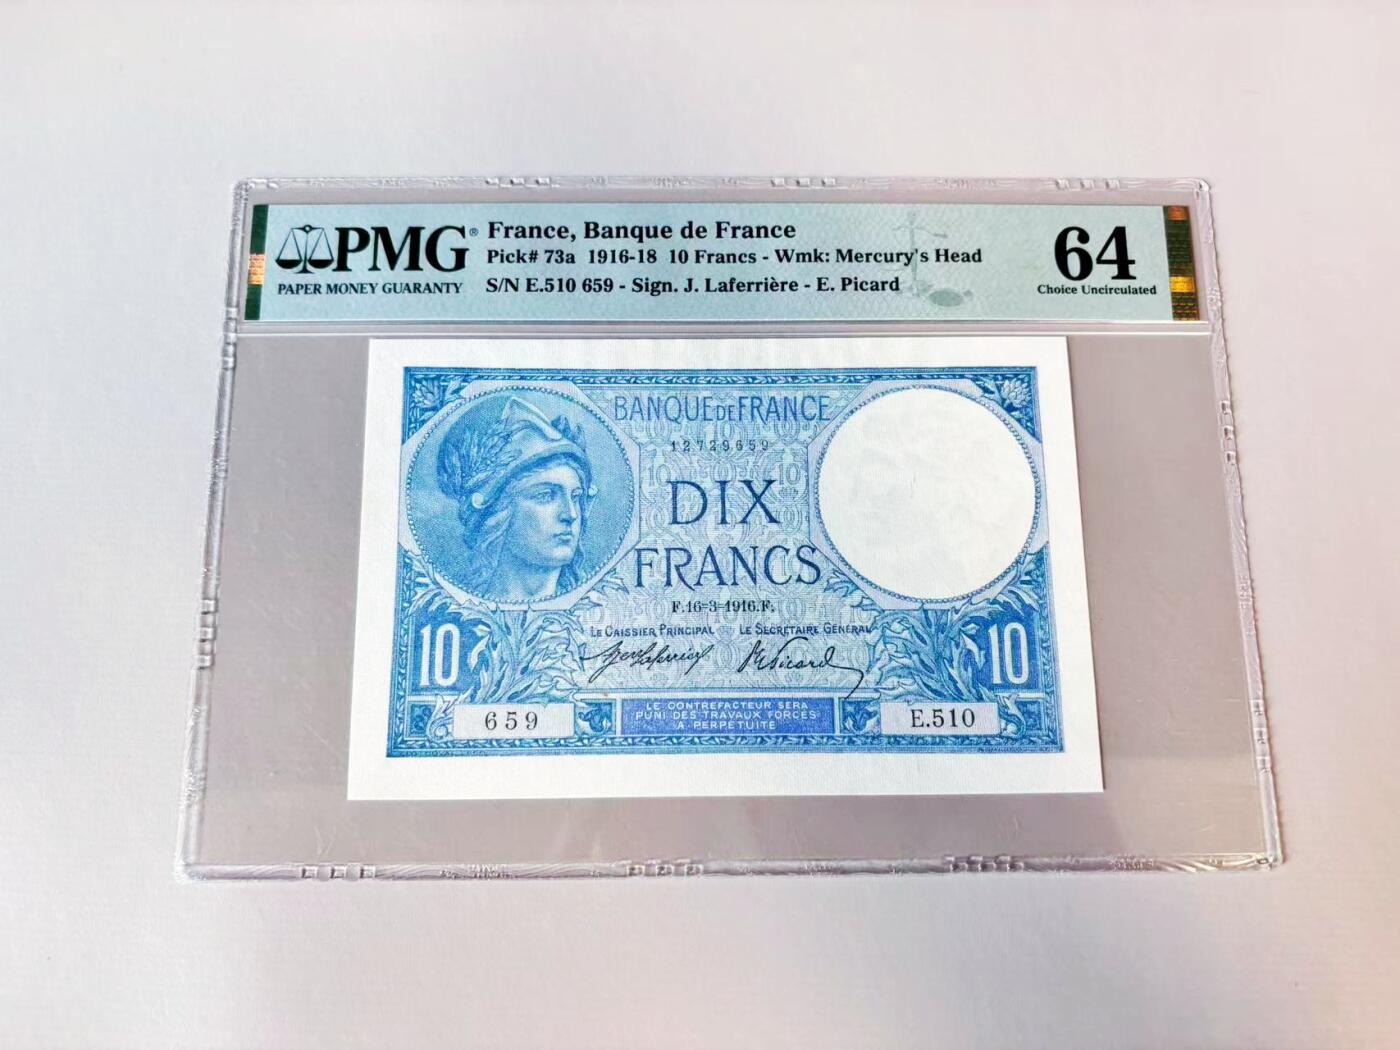 PMG®
PAPER MONEY GUARANTY
France, Banque de France
Pick# 73a 1916-18 10 Francs - Wmk: Mercury's Head
S/N E.510 659 - Sign. J. Laferrière - E. Picard
64
Choice Uncirculated
BANQUE DE FRANCE
12729659
10 10
DIX
FRANCS
F.16=3=1916.F.
LE CAISSIER PRINCIPAL LE SECRÉTAIRE GÉNÉRAL
10 10
659
LE CONTREFACTEUR SERA
PUNI DES TRAVAUX FORCÉS
À PERPÉTUITÉ
E.510